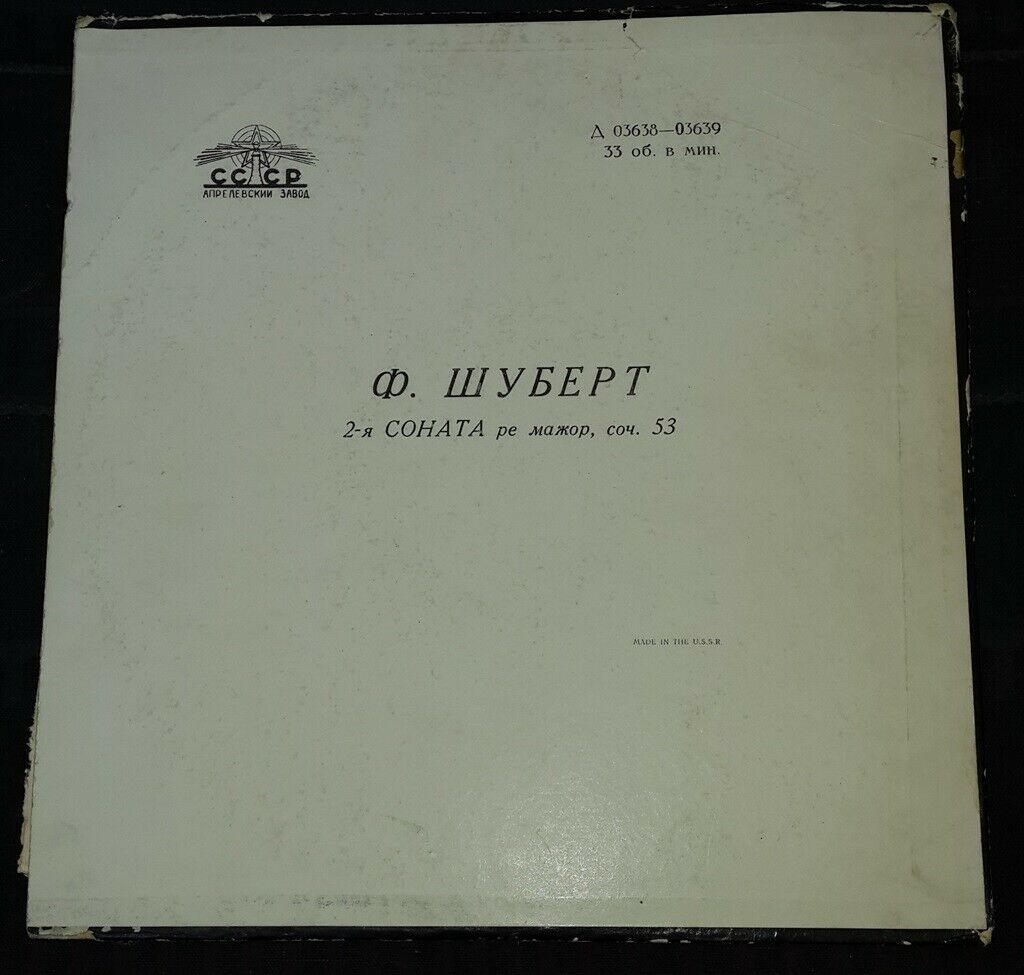 СССР
АПРЕЛЕВСКИЙ ЗАВОД
Д 03638—03639
33 об. в мин.
Ф. ШУБЕРТ
2-я СОНАТА ре мажор, соч. 53
MADE IN THE U.S.S.R.